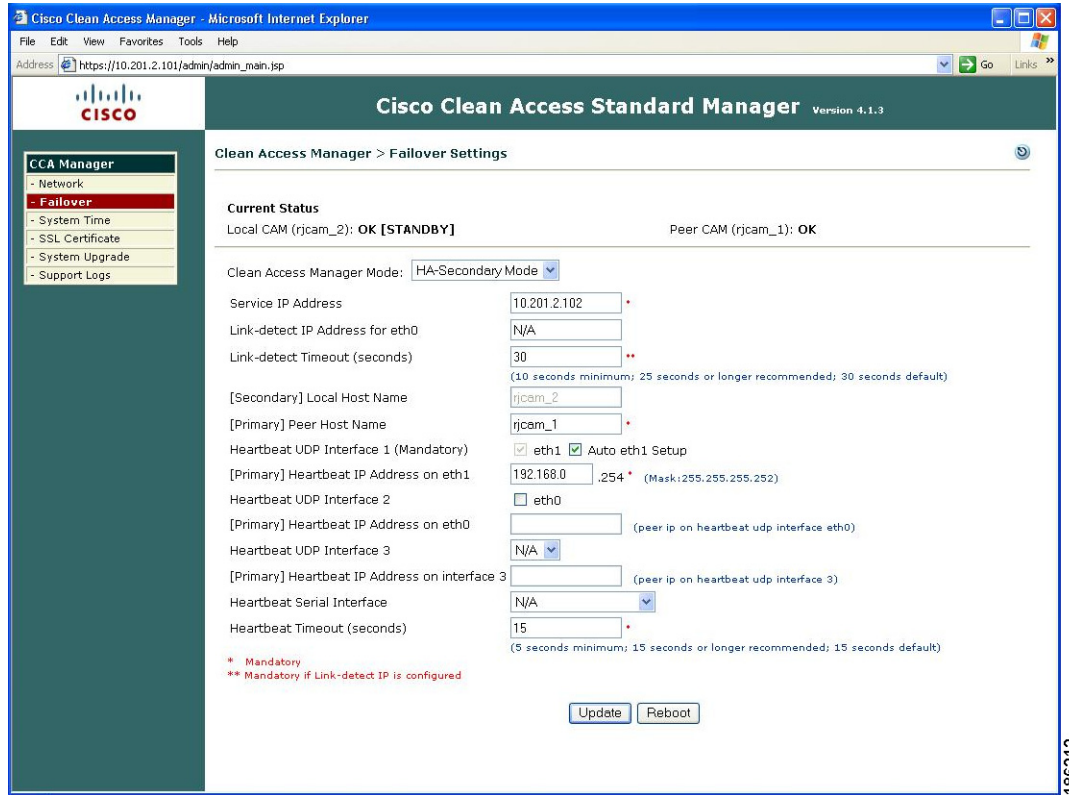 Cisco Clean Access Manager - Microsoft Internet Explorer
File Edit View Favorites Tools Help
Address https://10.201.2.101/admin/admin_main.jsp Go Links »
CISCO
Cisco Clean Access Standard Manager Version 4.1.3
CCA Manager
- Network
- Failover
- System Time
- SSL Certificate
- System Upgrade
- Support Logs
Clean Access Manager > Failover Settings
Current Status
Local CAM (rjcam_2): OK [STANDBY] Peer CAM (rjcam_1): OK
Clean Access Manager Mode: HA-Secondary Mode
Service IP Address 10.201.2.102 *
Link-detect IP Address for eth0 N/A
Link-detect Timeout (seconds) 30 **
(10 seconds minimum; 25 seconds or longer recommended; 30 seconds default)
[Secondary] Local Host Name rjcam_2
[Primary] Peer Host Name rjcam_1 *
Heartbeat UDP Interface 1 (Mandatory) eth1 Auto eth1 Setup
[Primary] Heartbeat IP Address on eth1 192.168.0 .254 * (Mask:255.255.255.252)
Heartbeat UDP Interface 2 eth0
[Primary] Heartbeat IP Address on eth0 (peer ip on heartbeat udp interface eth0)
Heartbeat UDP Interface 3 N/A
[Primary] Heartbeat IP Address on interface 3 (peer ip on heartbeat udp interface 3)
Heartbeat Serial Interface N/A
Heartbeat Timeout (seconds) 15 *
(5 seconds minimum; 15 seconds or longer recommended; 15 seconds default)
* Mandatory
** Mandatory if Link-detect IP is configured
Update Reboot